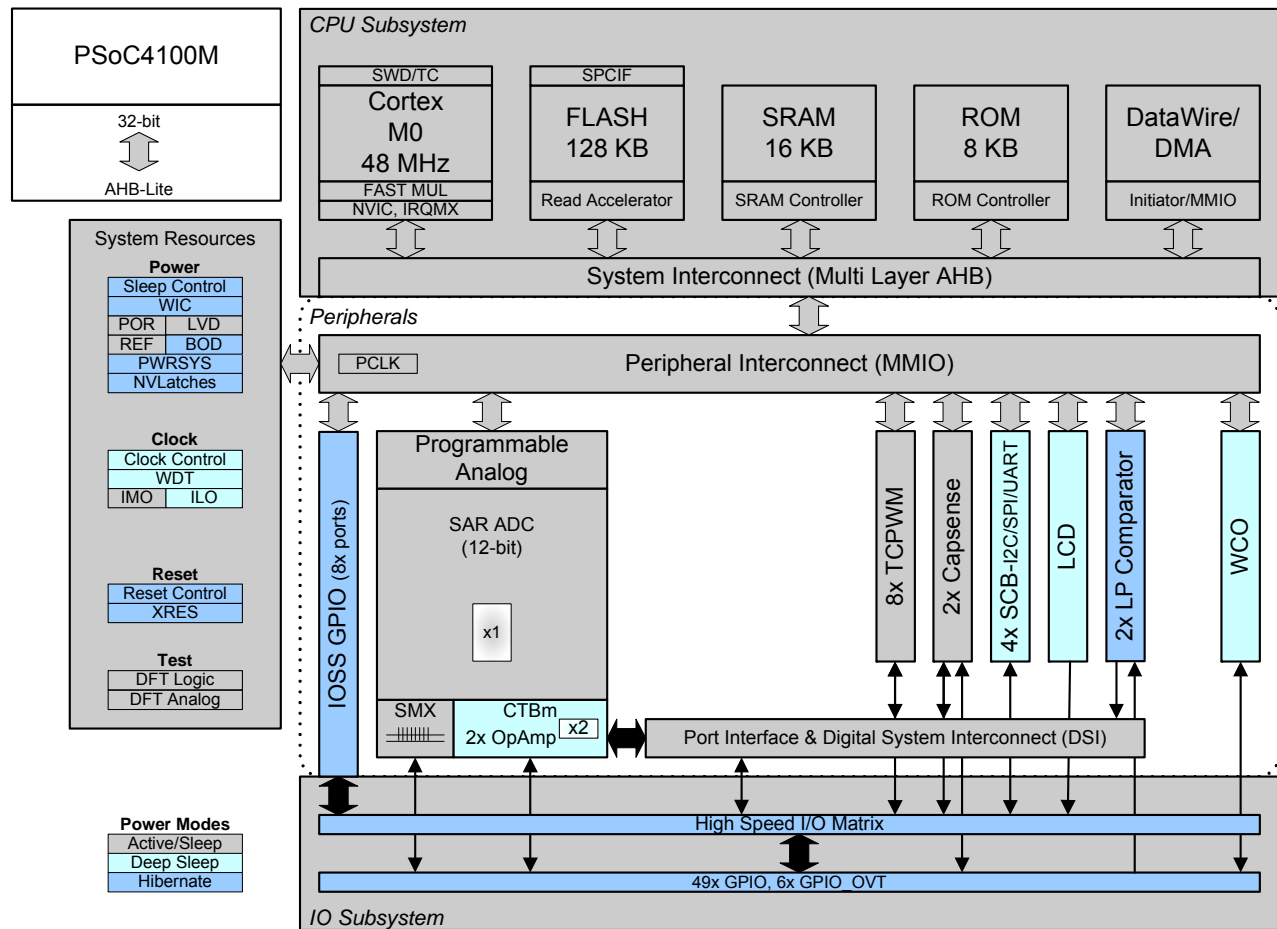 PSoC4100M
32-bit
AHB-Lite
CPU Subsystem
SWD/TC
Cortex
M0
48 MHz
FAST MUL
NVIC, IRQMX
SPCIF
FLASH
128 KB
Read Accelerator
SRAM
16 KB
SRAM Controller
ROM
8 KB
ROM Controller
DataWire/
DMA
Initiator/MMIO
System Interconnect (Multi Layer AHB)
System Resources
Power
Sleep Control
WIC
POR LVD
REF BOD
PWRSYS
NVLatches
Clock
Clock Control
WDT
IMO ILO
Reset
Reset Control
XRES
Test
DFT Logic
DFT Analog
Peripherals
PCLK
Peripheral Interconnect (MMIO)
IOSS GPIO (8x ports)
Programmable
Analog
SAR ADC
(12-bit)
x1
SMX
CTBm
2x OpAmp
x2
8x TCPWM
2x Capsense
4x SCB-I2C/SPI/UART
LCD
2x LP Comparator
WCO
Port Interface & Digital System Interconnect (DSI)
Power Modes
Active/Sleep
Deep Sleep
Hibernate
High Speed I/O Matrix
49x GPIO, 6x GPIO_OVT
IO Subsystem